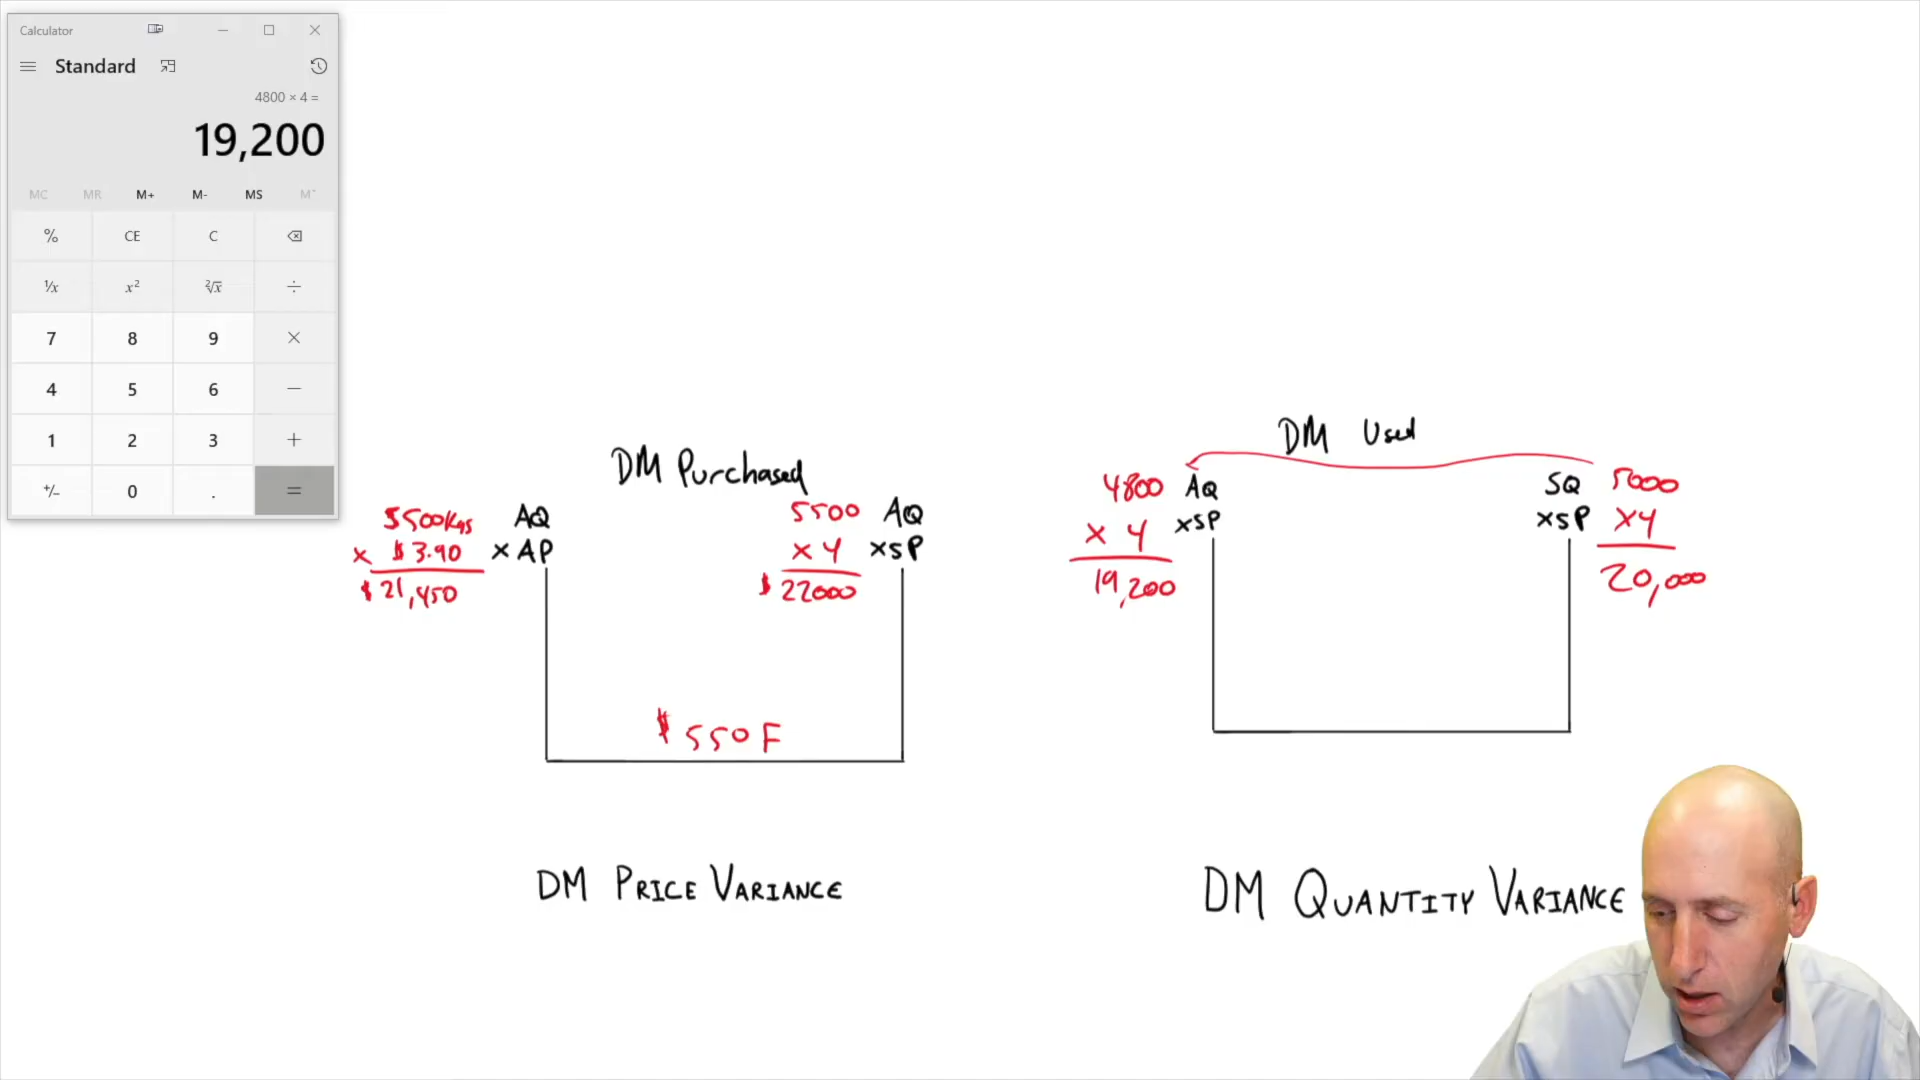 Calculator
Standard
4800 × 4 =
19,200
MC MR M+ M- MS M˅
% CE C
¹/x x² ²√x ÷
7 8 9 ×
4 5 6 −
1 2 3 +
+/− 0 . =
DM Purchased
5500Kgs AQ
× $3.90 × AP
$21,450
5500 AQ
× 4 ×SP
$22000
$550F
DM PRICE VARIANCE
DM Used
4800 AQ
× 4 ×SP
19,200
SQ 5000
×SP ×4
20,000
DM QUANTITY VARIANCE